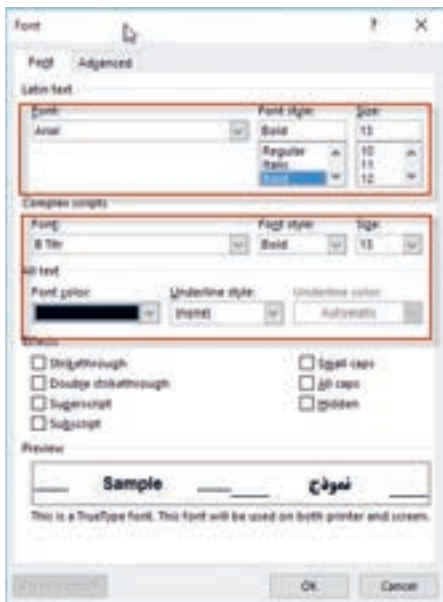 Font ? ×
Font Advanced
Latin text
Font: Font style: Size:
Arial Bold 13
Regular 10
Italic 11
Bold 12
Complex scripts
Font: Font style: Size:
B Titr Bold 13
All text
Font color: Underline style: Underline color:
(none) Automatic
Effects
Strikethrough Small caps
Double strikethrough All caps
Superscript Hidden
Subscript
Preview
Sample نموذج
This is a TrueType font. This font will be used on both printer and screen.
OK Cancel